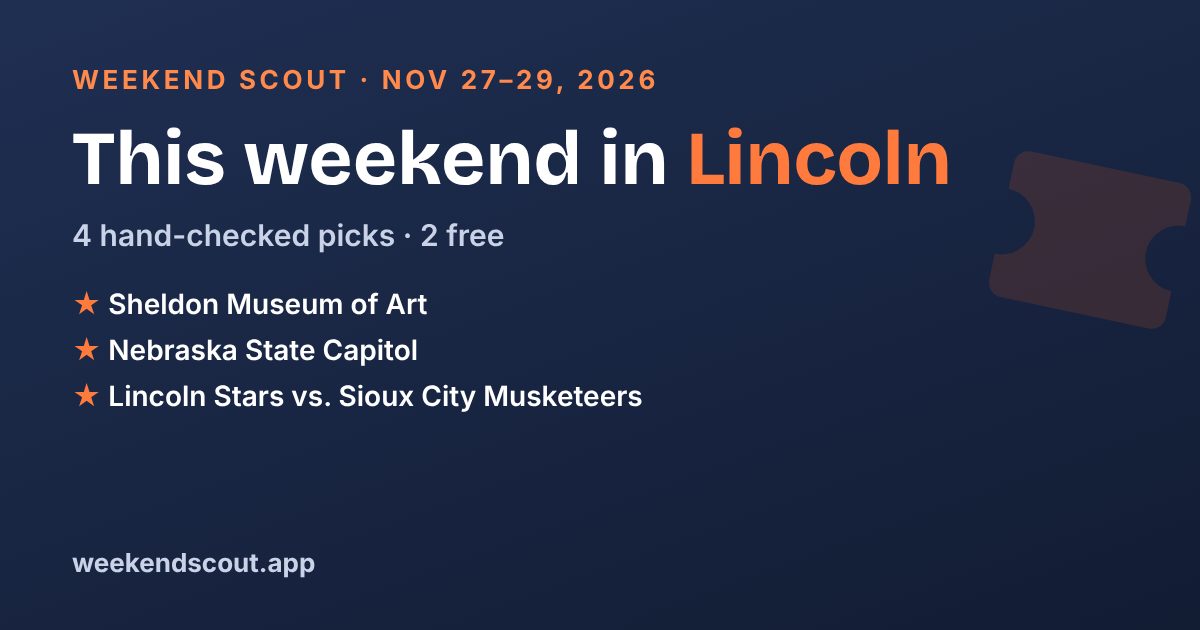 WEEKEND SCOUT · NOV 27–29, 2026
This weekend in Lincoln
4 hand-checked picks · 2 free
★ Sheldon Museum of Art
★ Nebraska State Capitol
★ Lincoln Stars vs. Sioux City Musketeers
weekendscout.app